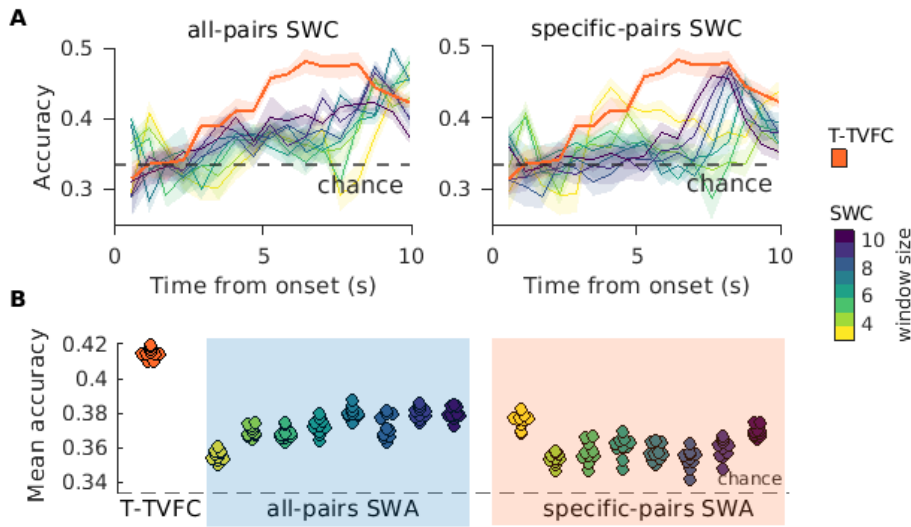 A
all-pairs SWC
specific-pairs SWC
0.5
0.4
0.3
Accuracy
chance
0 5 10
Time from onset (s)
0.5
0.4
0.3
chance
0 5 10
Time from onset (s)
T-TVFC
SWC
10
8
6
4
window size
B
Mean accuracy
0.42
0.4
0.38
0.36
0.34
chance
T-TVFC all-pairs SWA specific-pairs SWA